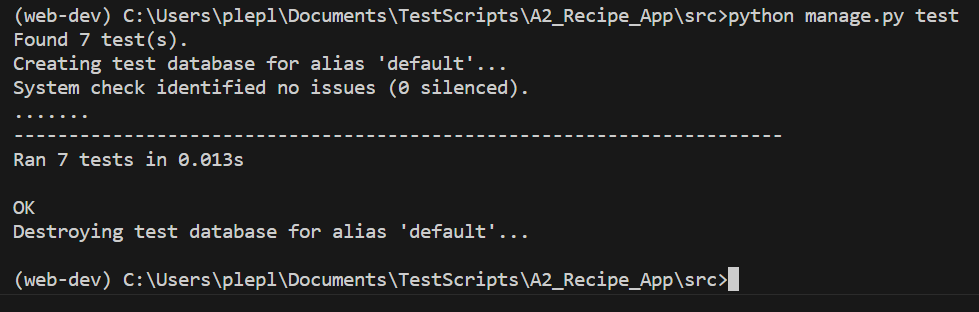 (web-dev) C:\Users\plepl\Documents\TestScripts\A2_Recipe_App\src>python manage.py test
Found 7 test(s).
Creating test database for alias 'default'...
System check identified no issues (0 silenced).
.......
----------------------------------------------------------------------
Ran 7 tests in 0.013s

OK
Destroying test database for alias 'default'...

(web-dev) C:\Users\plepl\Documents\TestScripts\A2_Recipe_App\src>